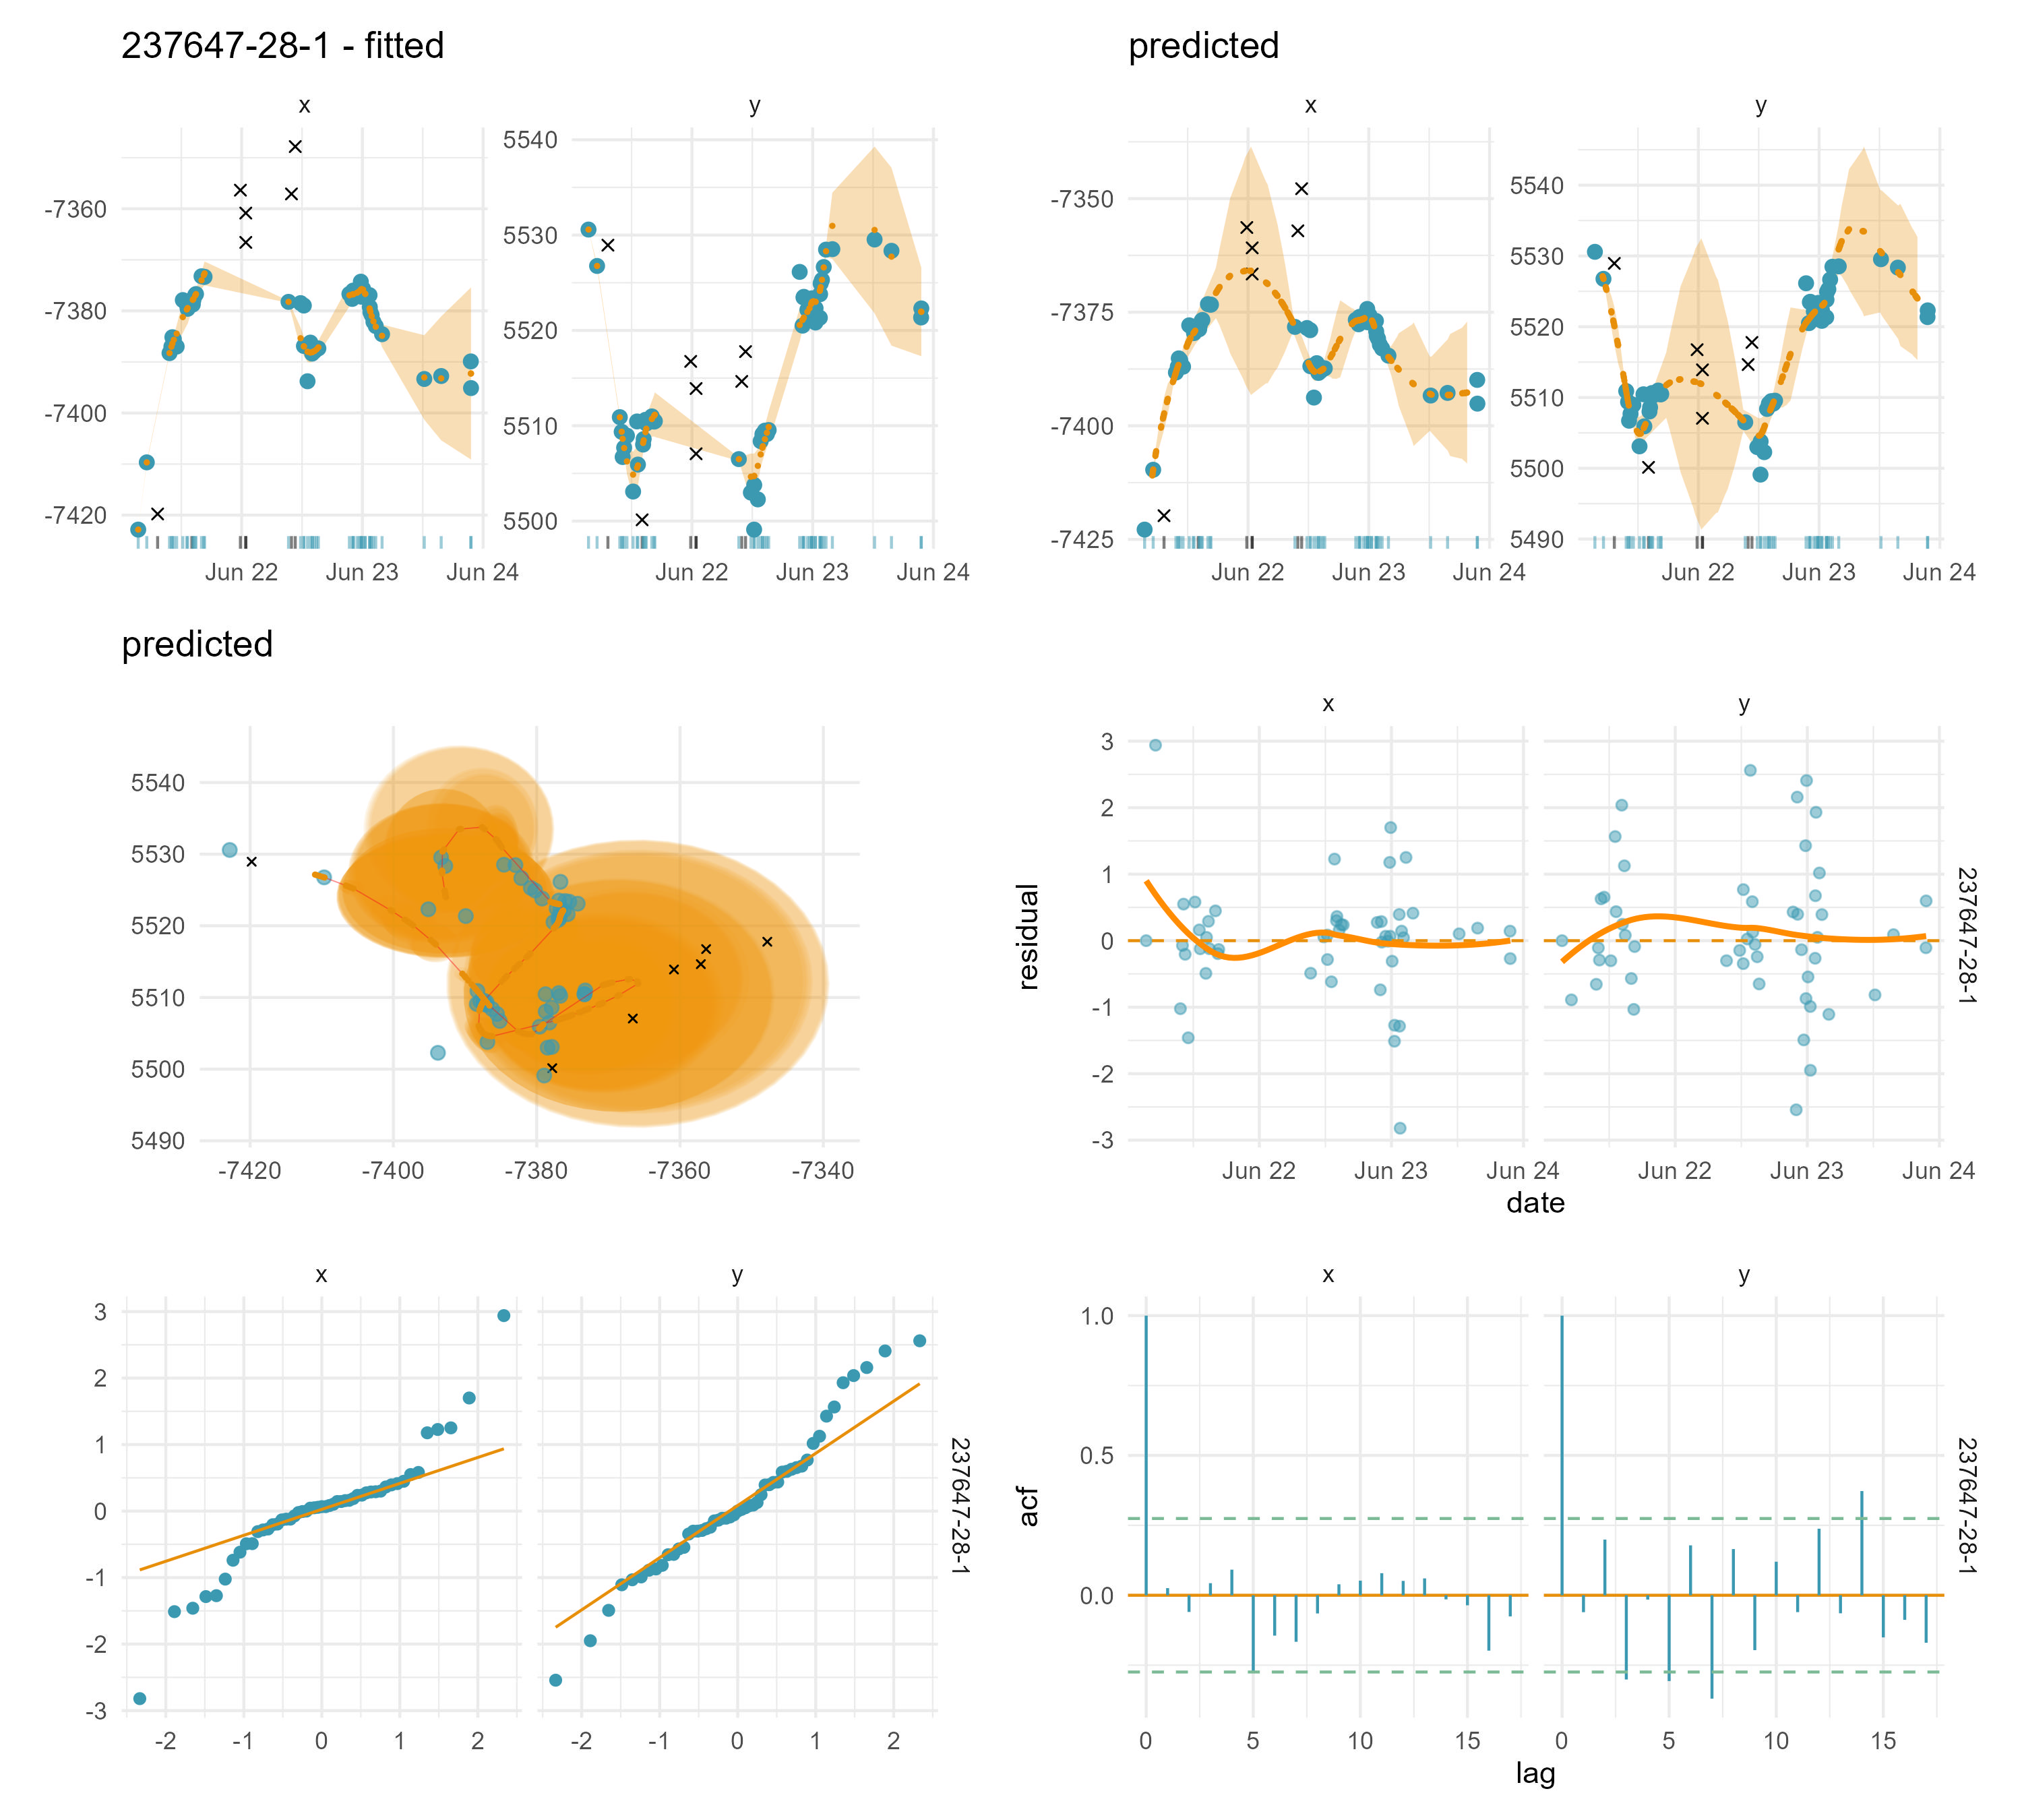 237647-28-1 - fitted
predicted
x
y
x
y
-7360
-7380
-7400
-7420
5540
5530
5520
5510
5500
-7350
-7375
-7400
-7425
5540
5530
5520
5510
5500
5490
Jun 22 Jun 23 Jun 24
Jun 22 Jun 23 Jun 24
Jun 22 Jun 23 Jun 24
Jun 22 Jun 23 Jun 24
predicted
5540
5530
5520
5510
5500
5490
-7420 -7400 -7380 -7360 -7340
x
y
residual
3
2
1
0
-1
-2
-3
Jun 22 Jun 23 Jun 24
Jun 22 Jun 23 Jun 24
date
237647-28-1
x
y
3
2
1
0
-1
-2
-3
-2 -1 0 1 2
-2 -1 0 1 2
237647-28-1
x
y
acf
1.0
0.5
0.0
0 5 10 15
0 5 10 15
lag
237647-28-1